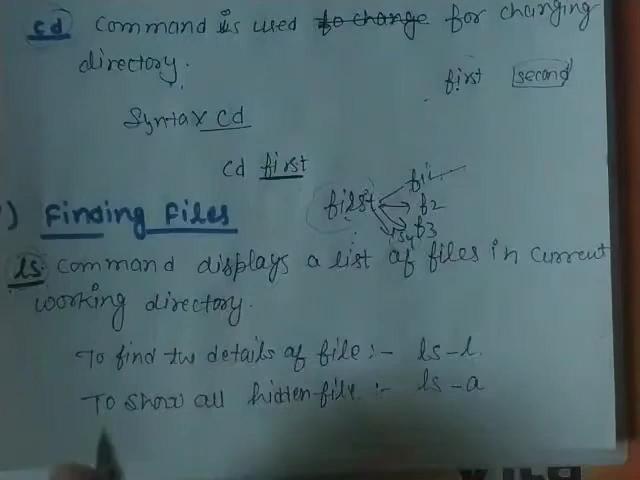 cd command is used to change for changing
directory.
first second
Syntax cd
cd first
first f1
f2
f3
) Finding Files
ls command displays a list of files in current
working directory.
To find the details of file :- ls -l
To show all hidden file :- ls -a